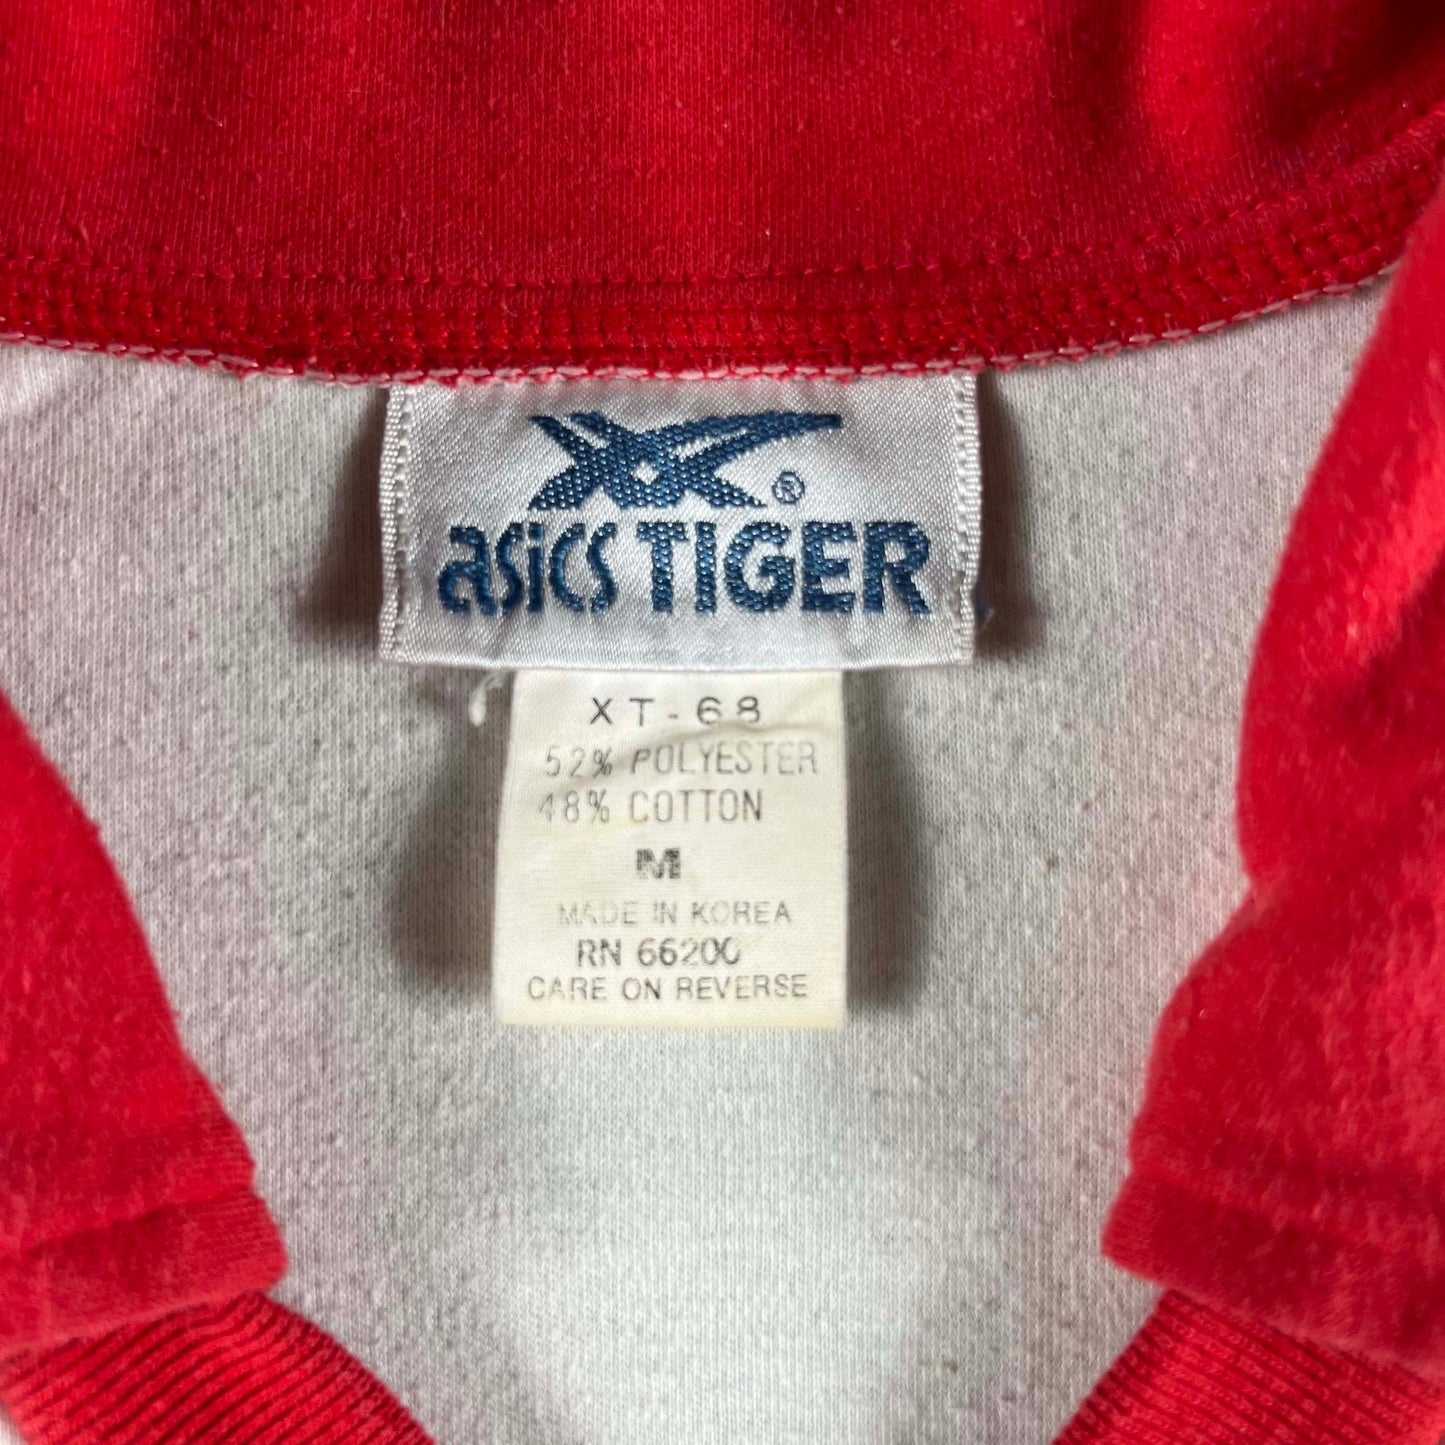 ®
asics TIGER
XT-68
52% POLYESTER
48% COTTON
M
MADE IN KOREA
RN 66200
CARE ON REVERSE